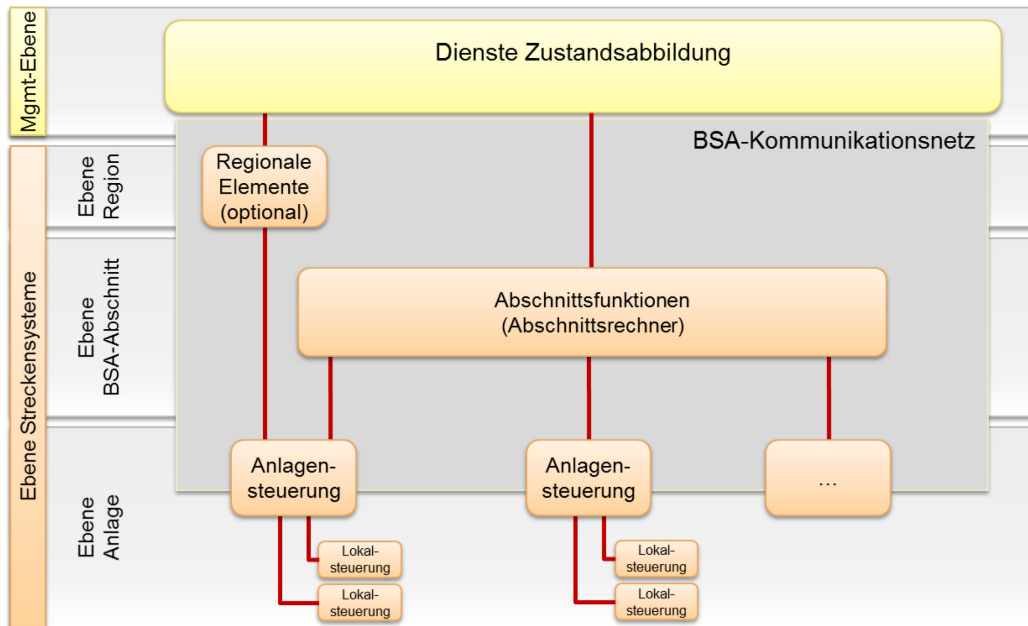 Mgmt-Ebene
Dienste Zustandsabbildung
BSA-Kommunikationsnetz
Ebene Streckensysteme
Ebene
Region
Regionale
Elemente
(optional)
Ebene
BSA-Abschnitt
Abschnittsfunktionen
(Abschnittsrechner)
Ebene
Anlage
Anlagen-
steuerung
Anlagen-
steuerung
...
Lokal-
steuerung
Lokal-
steuerung
Lokal-
steuerung
Lokal-
steuerung